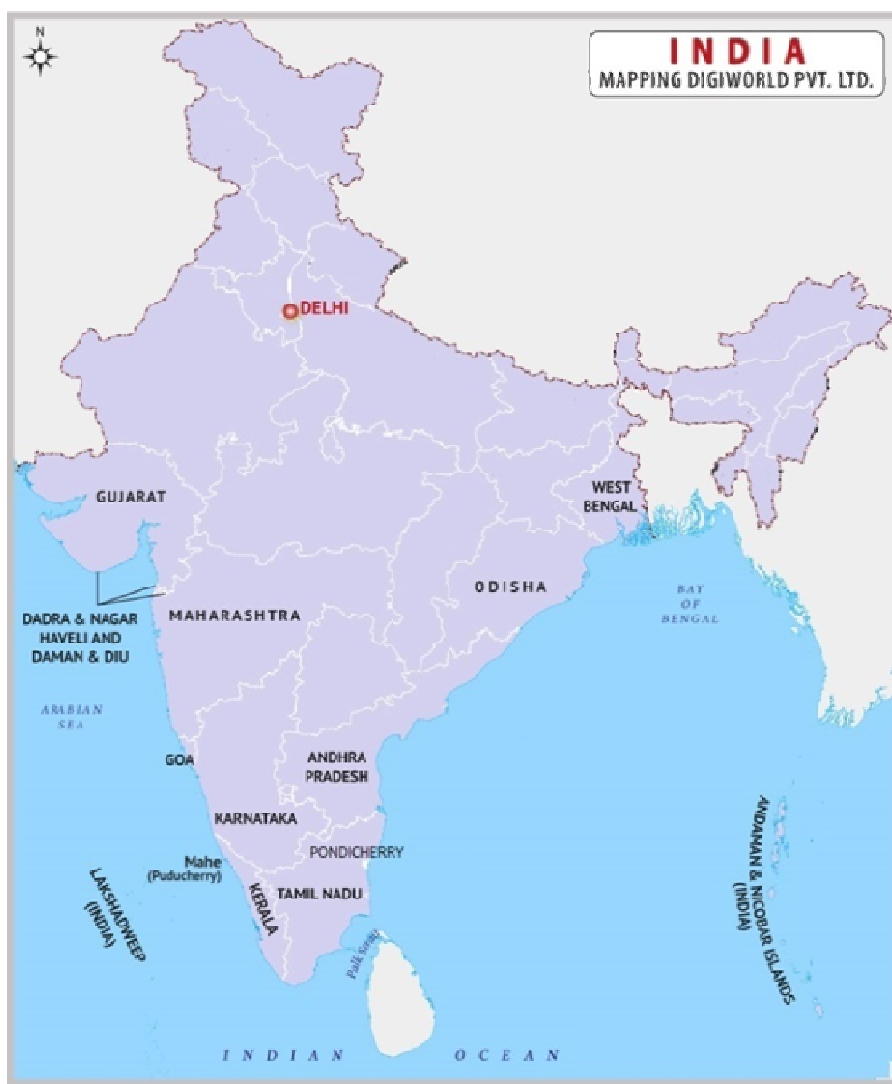 N
INDIA
MAPPING DIGIWORLD PVT. LTD.
DELHI
GUJARAT
WEST
BENGAL
ODISHA
BAY
OF
BENGAL
MAHARASHTRA
DADRA & NAGAR
HAVELI AND
DAMAN & DIU
ARABIAN
SEA
GOA
ANDHRA
PRADESH
KARNATAKA
PONDICHERRY
Mahe
(Puducherry)
TAMIL NADU
KERALA
LAKSHADWEEP
(INDIA)
ANDAMAN & NICOBAR ISLANDS
(INDIA)
Palk Strait
INDIAN OCEAN